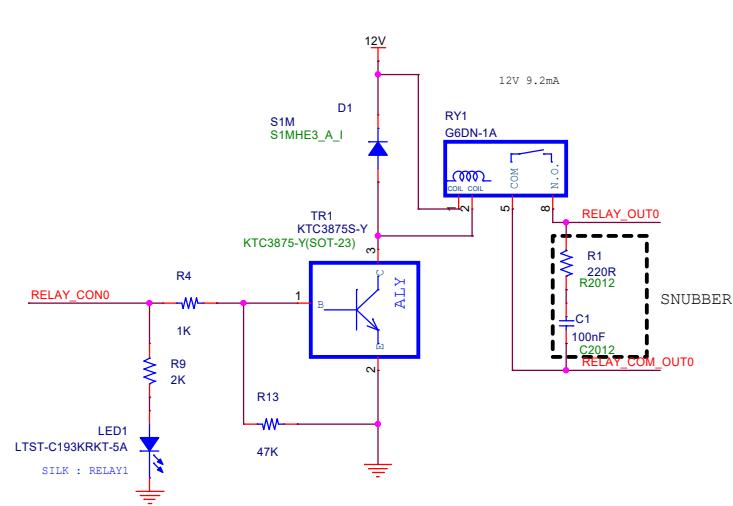 12V
12V 9.2mA
D1
S1M
S1MHE3_A_I
RY1
G6DN-1A
COIL COIL
COM
N.O.
1
2
5
8
RELAY_OUT0
TR1
KTC3875S-Y
KTC3875-Y(SOT-23)
3
R1
220R
R2012
SNUBBER
C1
100nF
C2012
RELAY_COM_OUT0
R4
RELAY_CON0
1K
1
B
C
E
ALY
2
R9
2K
R13
47K
LED1
LTST-C193KRKT-5A
SILK : RELAY1